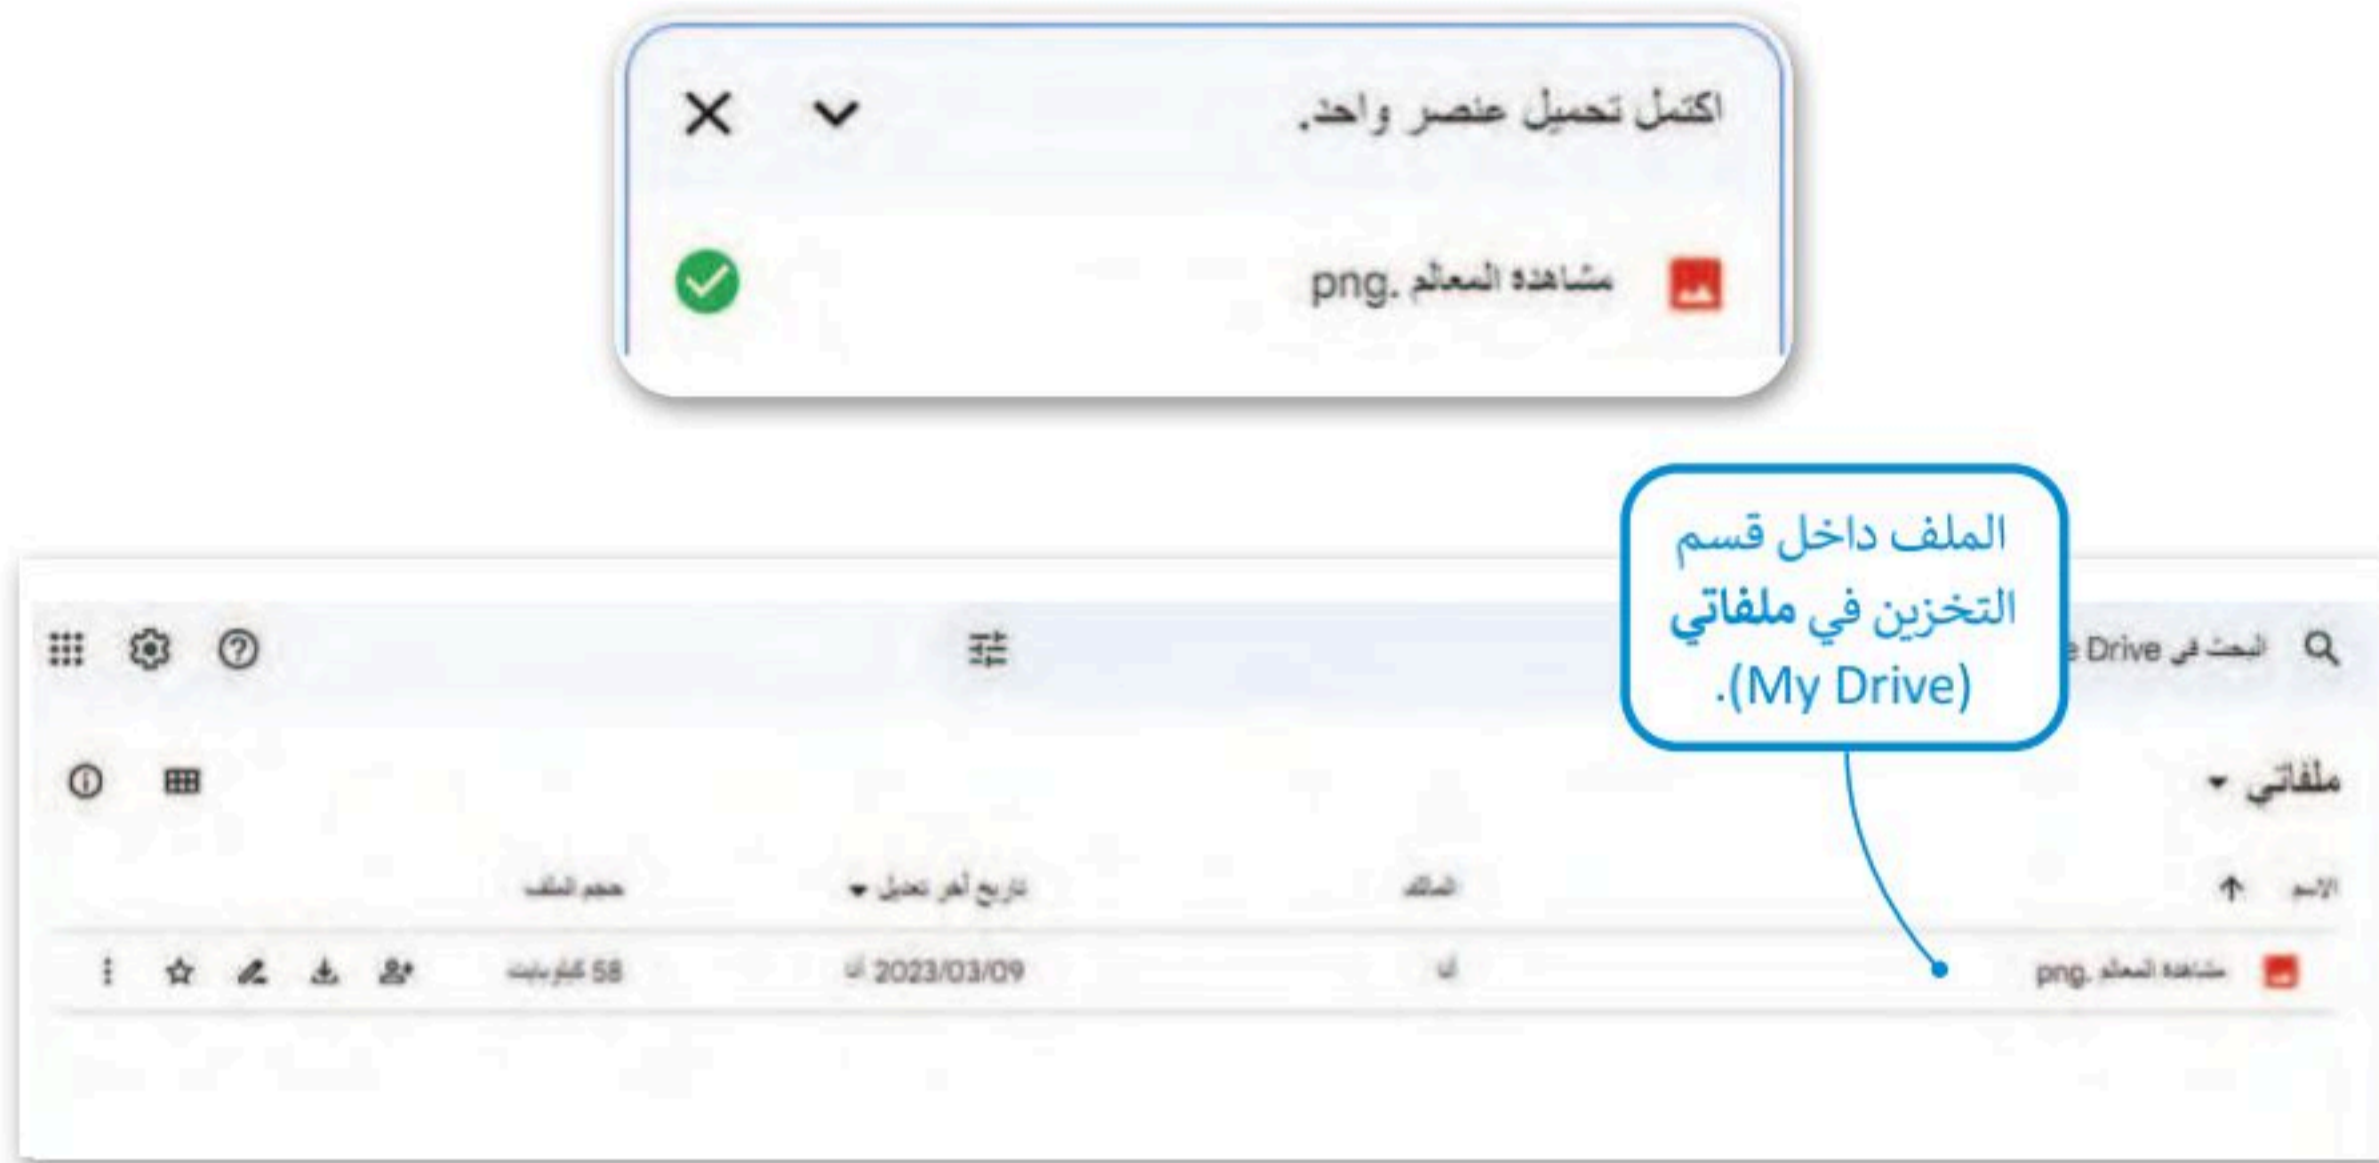 اكتمل تحميل عنصر واحد.
مشاهدة المعالم .png
الملف داخل قسم
التخزين في ملفاتي
(My Drive).
البحث في e Drive
ملفاتي
الاسم
المالك
تاريخ آخر تعديل
حجم الملف
مشاهدة المعالم .png
أنا
2023/03/09 أنا
58 كيلوبايت